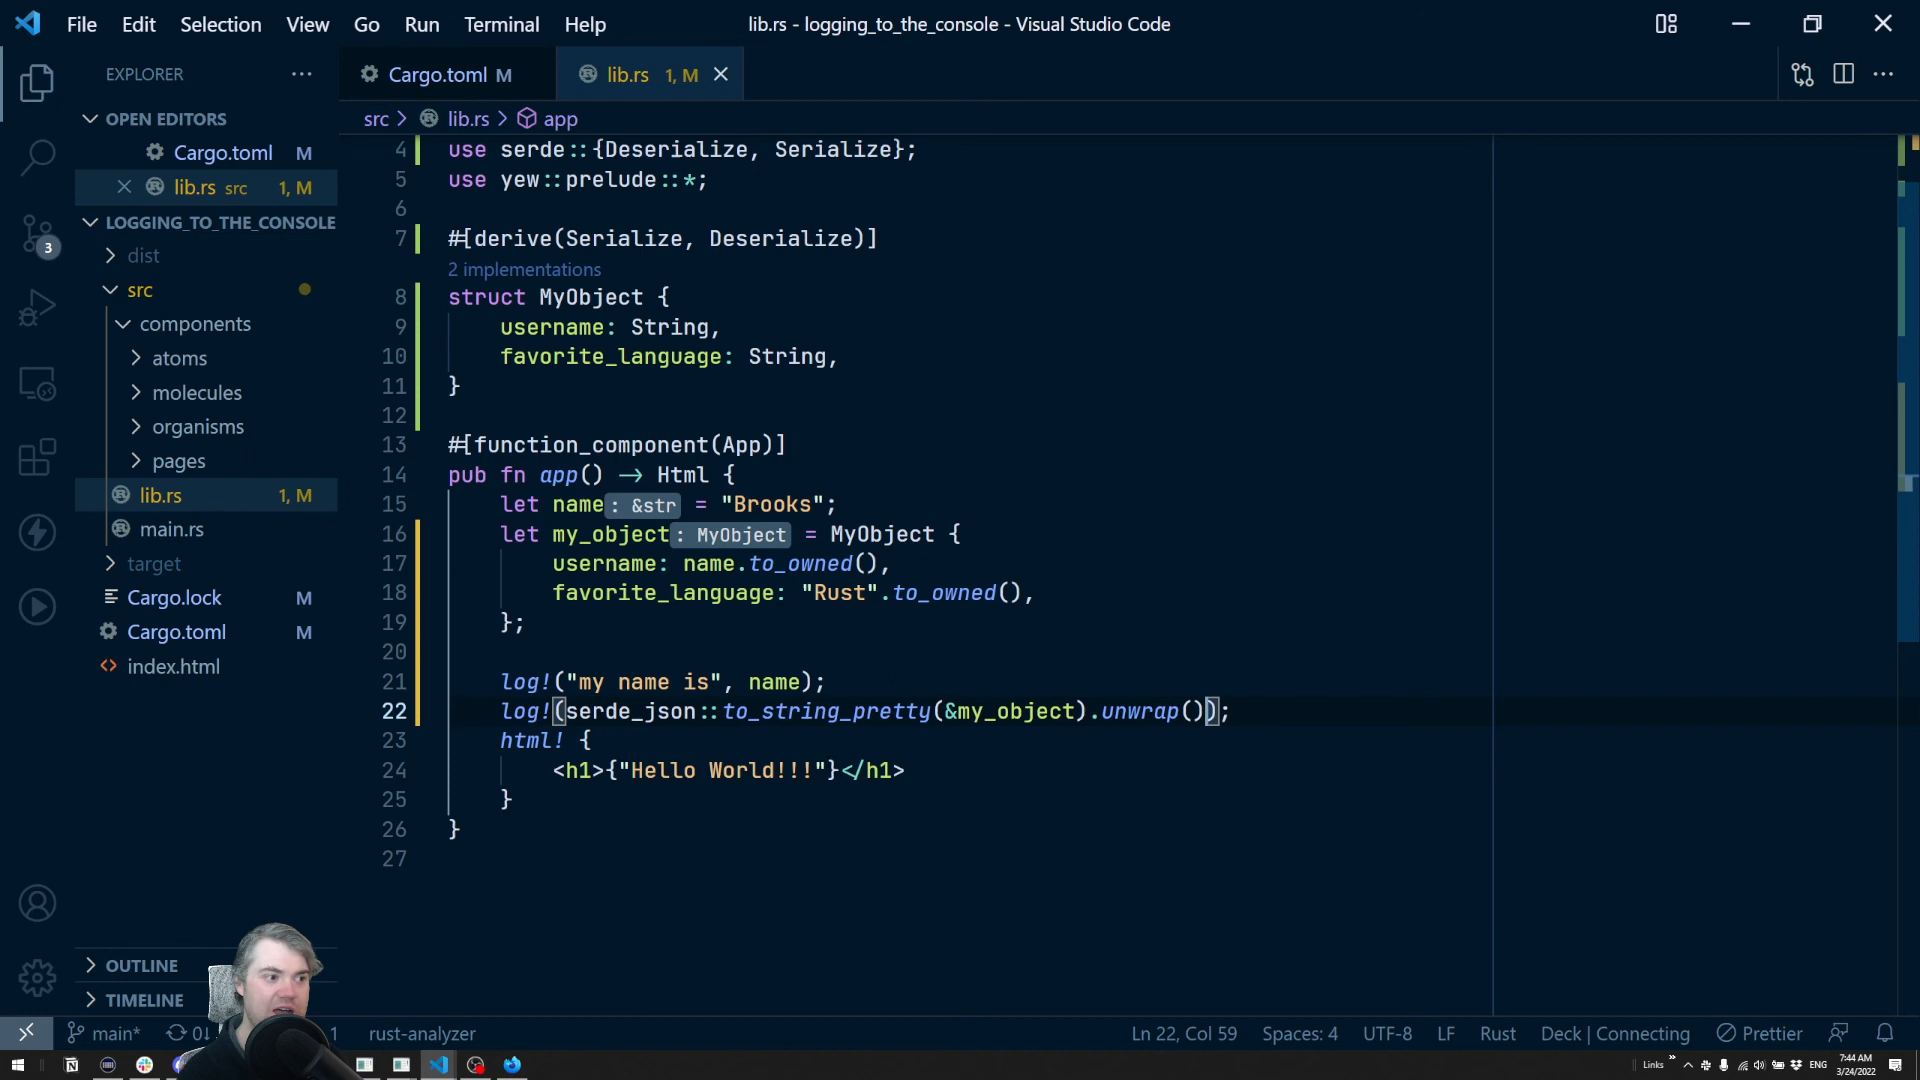 File Edit Selection View Go Run Terminal Help
lib.rs - logging_to_the_console - Visual Studio Code
EXPLORER
Cargo.toml M
lib.rs 1, M
OPEN EDITORS
Cargo.toml M
lib.rs src 1, M
LOGGING_TO_THE_CONSOLE
dist
src
components
atoms
molecules
organisms
pages
lib.rs 1, M
main.rs
target
Cargo.lock M
Cargo.toml M
index.html
OUTLINE
TIMELINE
3
src > lib.rs > app
4 use serde::{Deserialize, Serialize};
5 use yew::prelude::*;
6
7 #[derive(Serialize, Deserialize)]
2 implementations
8 struct MyObject {
9 username: String,
10 favorite_language: String,
11 }
12
13 #[function_component(App)]
14 pub fn app() -> Html {
15 let name: &str = "Brooks";
16 let my_object: MyObject = MyObject {
17 username: name.to_owned(),
18 favorite_language: "Rust".to_owned(),
19 };
20
21 log!("my name is", name);
22 log!(serde_json::to_string_pretty(&my_object).unwrap());
23 html! {
24 <h1>{"Hello World!!!"}</h1>
25 }
26 }
27
main* 0↓ 1 rust-analyzer
Ln 22, Col 59 Spaces: 4 UTF-8 LF Rust Deck | Connecting Prettier
Links ENG 7:44 AM
3/24/2022